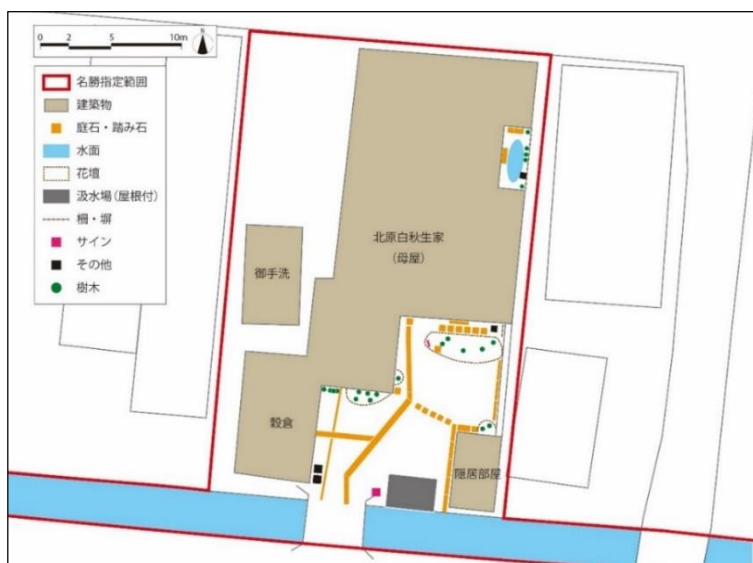 0 2 5 10m
名勝指定範囲
建築物
庭石・踏み石
水面
花壇
汲水場(屋根付)
柵・塀
サイン
その他
樹木
北原白秋生家
(母屋)
御手洗
穀倉
隠居部屋